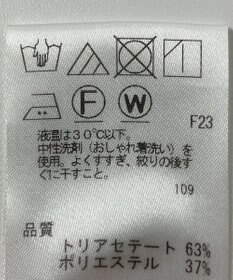 F
W
F23
液温は30℃以下。
中性洗剤(おしゃれ着洗い)を
使用。よくすすぎ、絞りの後す
ぐに干すこと。
109
品質
トリアセテート 63%
ポリエステル 37%